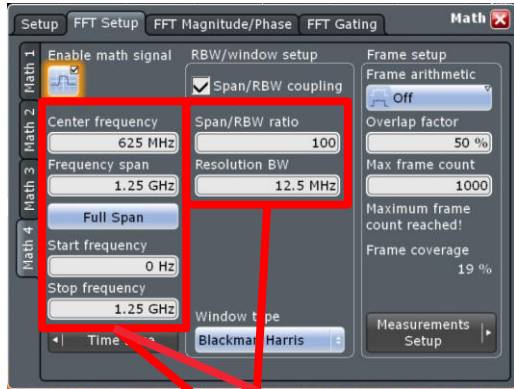 Setup FFT Setup FFT Magnitude/Phase FFT Gating Math
Math 1
Math 2
Math 3
Math 4
Enable math signal
Center frequency
625 MHz
Frequency span
1.25 GHz
Full Span
Start frequency
0 Hz
Stop frequency
1.25 GHz
Time
RBW/window setup
Span/RBW coupling
Span/RBW ratio
100
Resolution BW
12.5 MHz
Window type
Blackman Harris
Frame setup
Frame arithmetic
Off
Overlap factor
50 %
Max frame count
1000
Maximum frame
count reached!
Frame coverage
19 %
Measurements
Setup